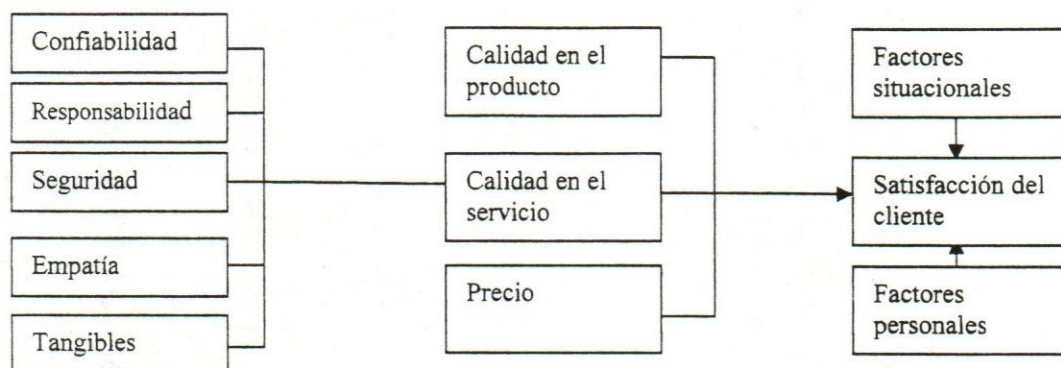 Confiabilidad
Responsabilidad
Seguridad
Empatía
Tangibles
Calidad en el
producto
Calidad en el
servicio
Precio
Factores
situacionales
Satisfacción del
cliente
Factores
personales